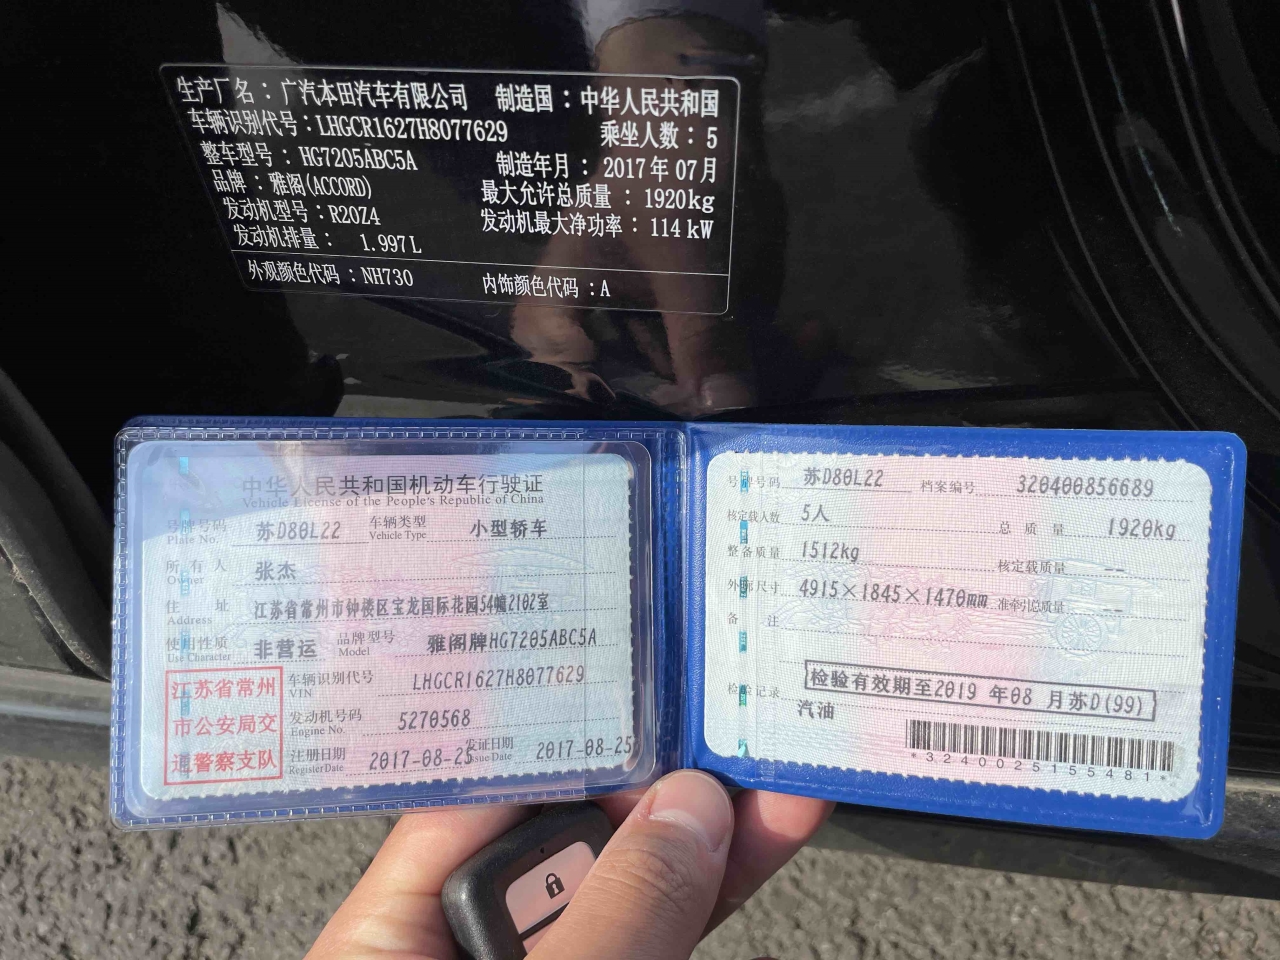 生产厂名：广汽本田汽车有限公司 制造国：中华人民共和国
车辆识别代号：LHGCR1627H8077629 乘坐人数：5
整车型号：HG7205ABC5A 制造年月：2017年07月
品牌：雅阁(ACCORD) 最大允许总质量：1920kg
发动机型号：R20Z4 发动机最大净功率：114kW
发动机排量：1.997L
外观颜色代码：NH730 内饰颜色代码：A
中华人民共和国机动车行驶证
Vehicle License of the People's Republic of China
号牌号码 苏D80L22 车辆类型 小型轿车
Plate No. Vehicle Type
所有人 张杰
Owner
住址 江苏省常州市钟楼区宝龙国际花园54幢2102室
Address
使用性质 非营运 品牌型号 雅阁牌HG7205ABC5A
Use Character Model
江苏省常州
市公安局交
通警察支队
车辆识别代号 LHGCR1627H8077629
VIN
发动机号码 5270568
Engine No.
注册日期 2017-08-25 发证日期 2017-08-25
Register Date Issue Date
号牌号码 苏D80L22 档案编号 320400856689
核定载人数 5人 总质量 1920kg
整备质量 1512kg 核定载质量 --
外廓尺寸 4915×1845×1470mm 准牵引总质量 --
备注
检验记录 检验有效期至2019年08月苏D(99)
汽油
*3240025155481*